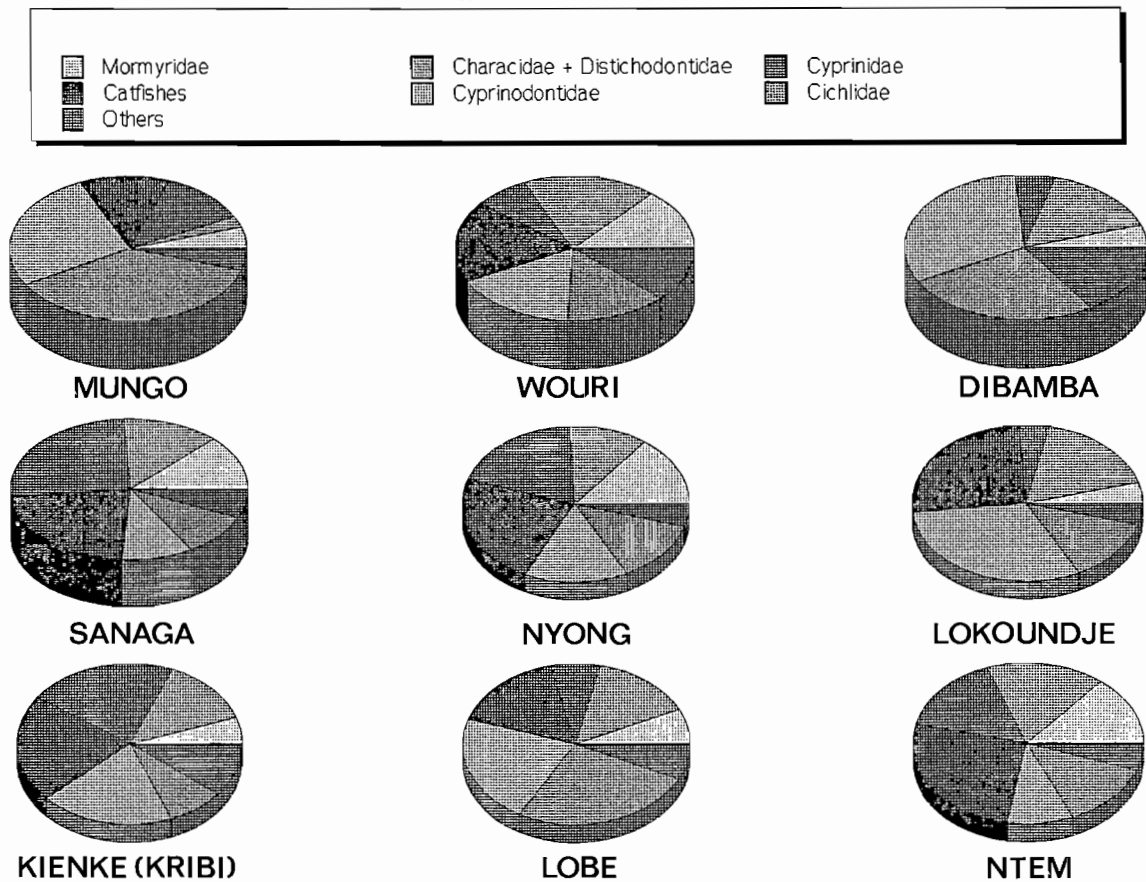 Mormyridae Characidae + Distichodontidae Cyprinidae
Catfishes Cyprinodontidae Cichlidae
Others
MUNGO WOURI DIBAMBA
SANAGA NYONG LOKOUNDJE
KIENKE (KRIBI) LOBE NTEM